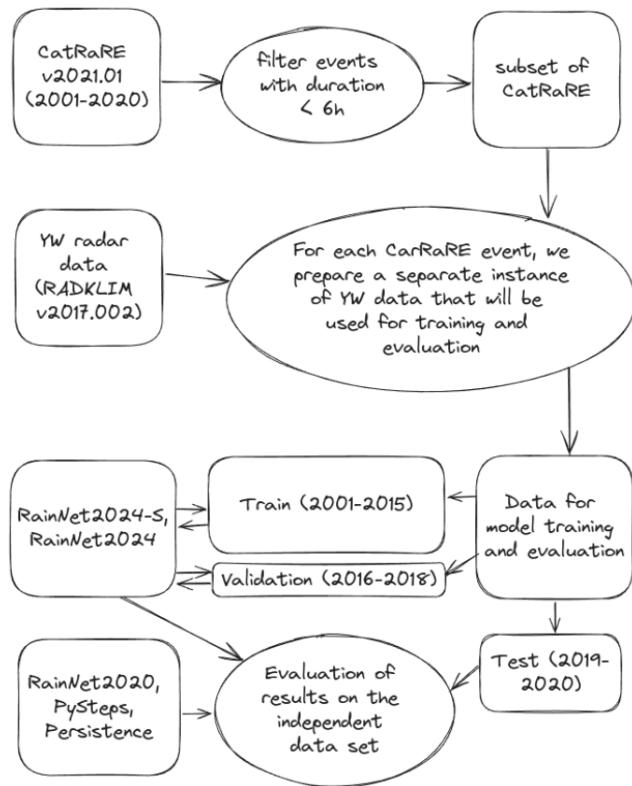 CatRaRE
v2021.01
(2001-2020)
filter events
with duration
< 6h
subset of
CatRaRE
YW radar
data
(RADKLIM
v2017.002)
For each CarRaRE event, we
prepare a separate instance
of YW data that will be
used for training and
evaluation
RainNet2024-S,
RainNet2024
Train (2001-2015)
Validation (2016-2018)
Data for
model training
and evaluation
RainNet2020,
PySteps,
Persistence
Evaluation of
results on the
independent
data set
Test (2019-
2020)